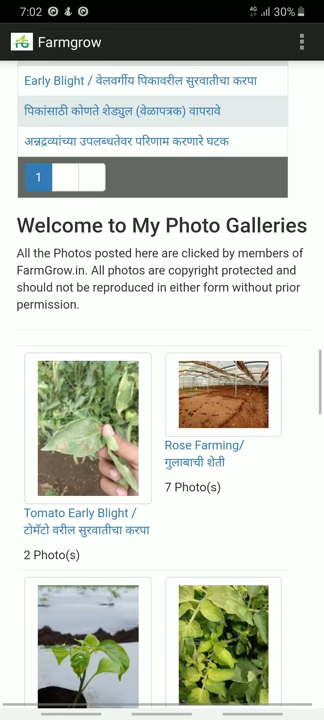 7:02
4G
30%
Farmgrow
Early Blight / वेलवर्गीय पिकावरील सुरवातीचा करपा
पिकांसाठी कोणते शेड्युल (वेळापत्रक) वापरावे
अन्नद्रव्यांच्या उपलब्धतेवर परिणाम करणारे घटक
1
Welcome to My Photo Galleries
All the Photos posted here are clicked by members of
FarmGrow.in. All photos are copyright protected and
should not be reproduced in either form without prior
permission.
Rose Farming/
गुलाबाची शेती
7 Photo(s)
Tomato Early Blight /
टोमॅटो वरील सुरवातीचा करपा
2 Photo(s)